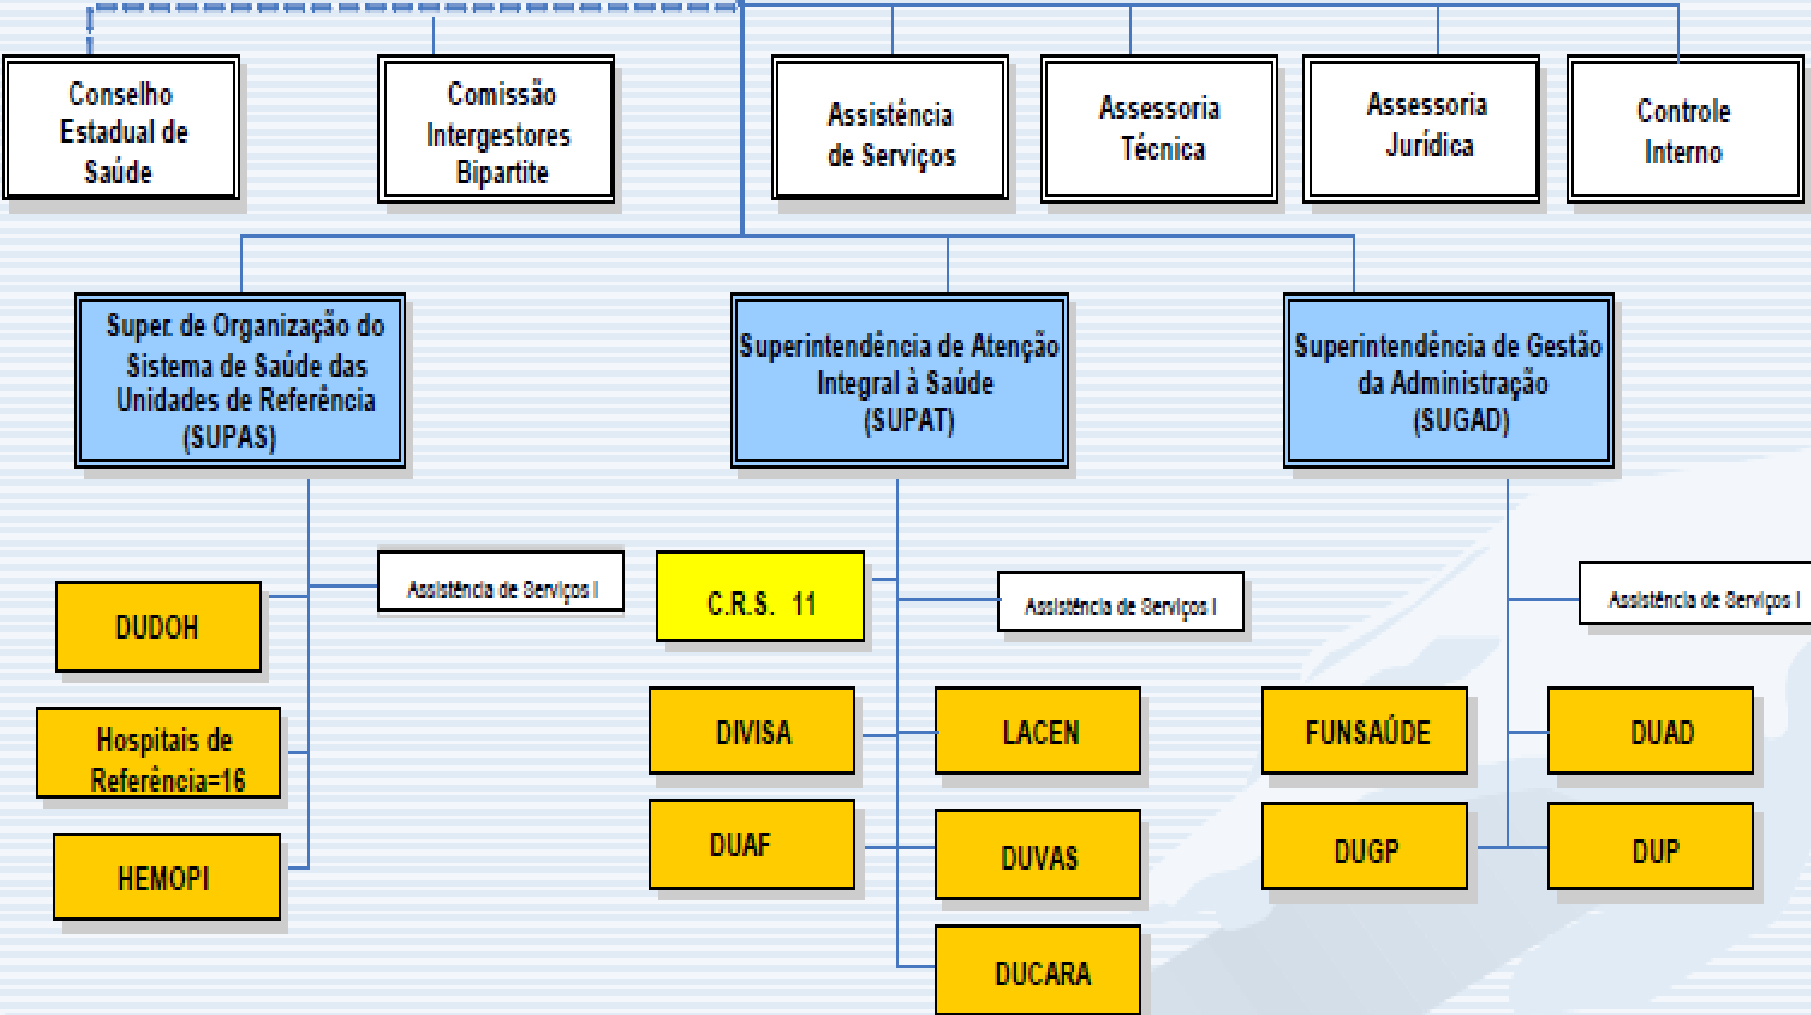 Conselho
Estadual de
Saúde
Comissão
Intergestores
Bipartite
Assistência
de Serviços
Assessoria
Técnica
Assessoria
Jurídica
Controle
Interno
Super. de Organização do
Sistema de Saúde das
Unidades de Referência
(SUPAS)
Superintendência de Atenção
Integral à Saúde
(SUPAT)
Superintendência de Gestão
da Administração
(SUGAD)
DUDOH
Assistência de Serviços I
Hospitais de
Referência=16
HEMOPI
C.R.S. 11
Assistência de Serviços I
DIVISA
LACEN
DUAF
DUVAS
DUCARA
Assistência de Serviços I
FUNSAÚDE
DUAD
DUGP
DUP